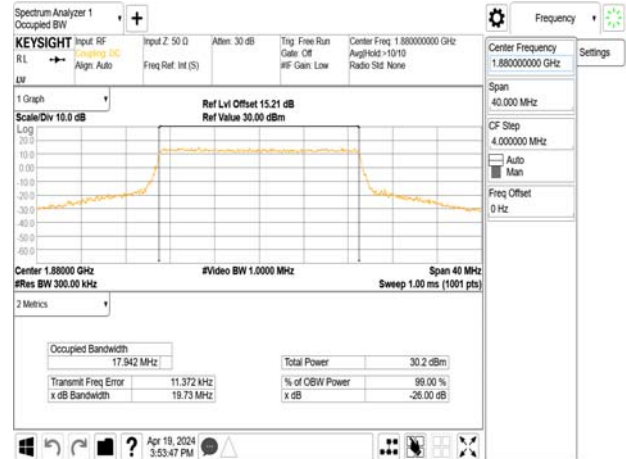 Spectrum Analyzer 1
Occupied BW
+
Frequency
KEYSIGHT
Input: RF
Input Z: 50 Ω
Atten: 30 dB
Trig: Free Run
Center Freq: 1.880000000 GHz
RL
Coupling: DC
Gate: Off
Avg|Hold:>10/10
Align: Auto
Freq Ref: Int (S)
#IF Gain: Low
Radio Std: None
Center Frequency
1.880000000 GHz
Settings
Span
40.000 MHz
CF Step
4.000000 MHz
Auto
Man
Freq Offset
0 Hz
1 Graph
Ref Lvl Offset 15.21 dB
Scale/Div 10.0 dB
Ref Value 30.00 dBm
Log
20.0
10.0
0.00
-10.0
-20.0
-30.0
-40.0
-50.0
-60.0
Center 1.88000 GHz
#Video BW 1.0000 MHz
Span 40 MHz
#Res BW 300.00 kHz
Sweep 1.00 ms (1001 pts)
2 Metrics
Occupied Bandwidth
17.942 MHz
Total Power
30.2 dBm
Transmit Freq Error
11.372 kHz
% of OBW Power
99.00 %
x dB Bandwidth
19.73 MHz
x dB
-26.00 dB
?
Apr 19, 2024
3:53:47 PM